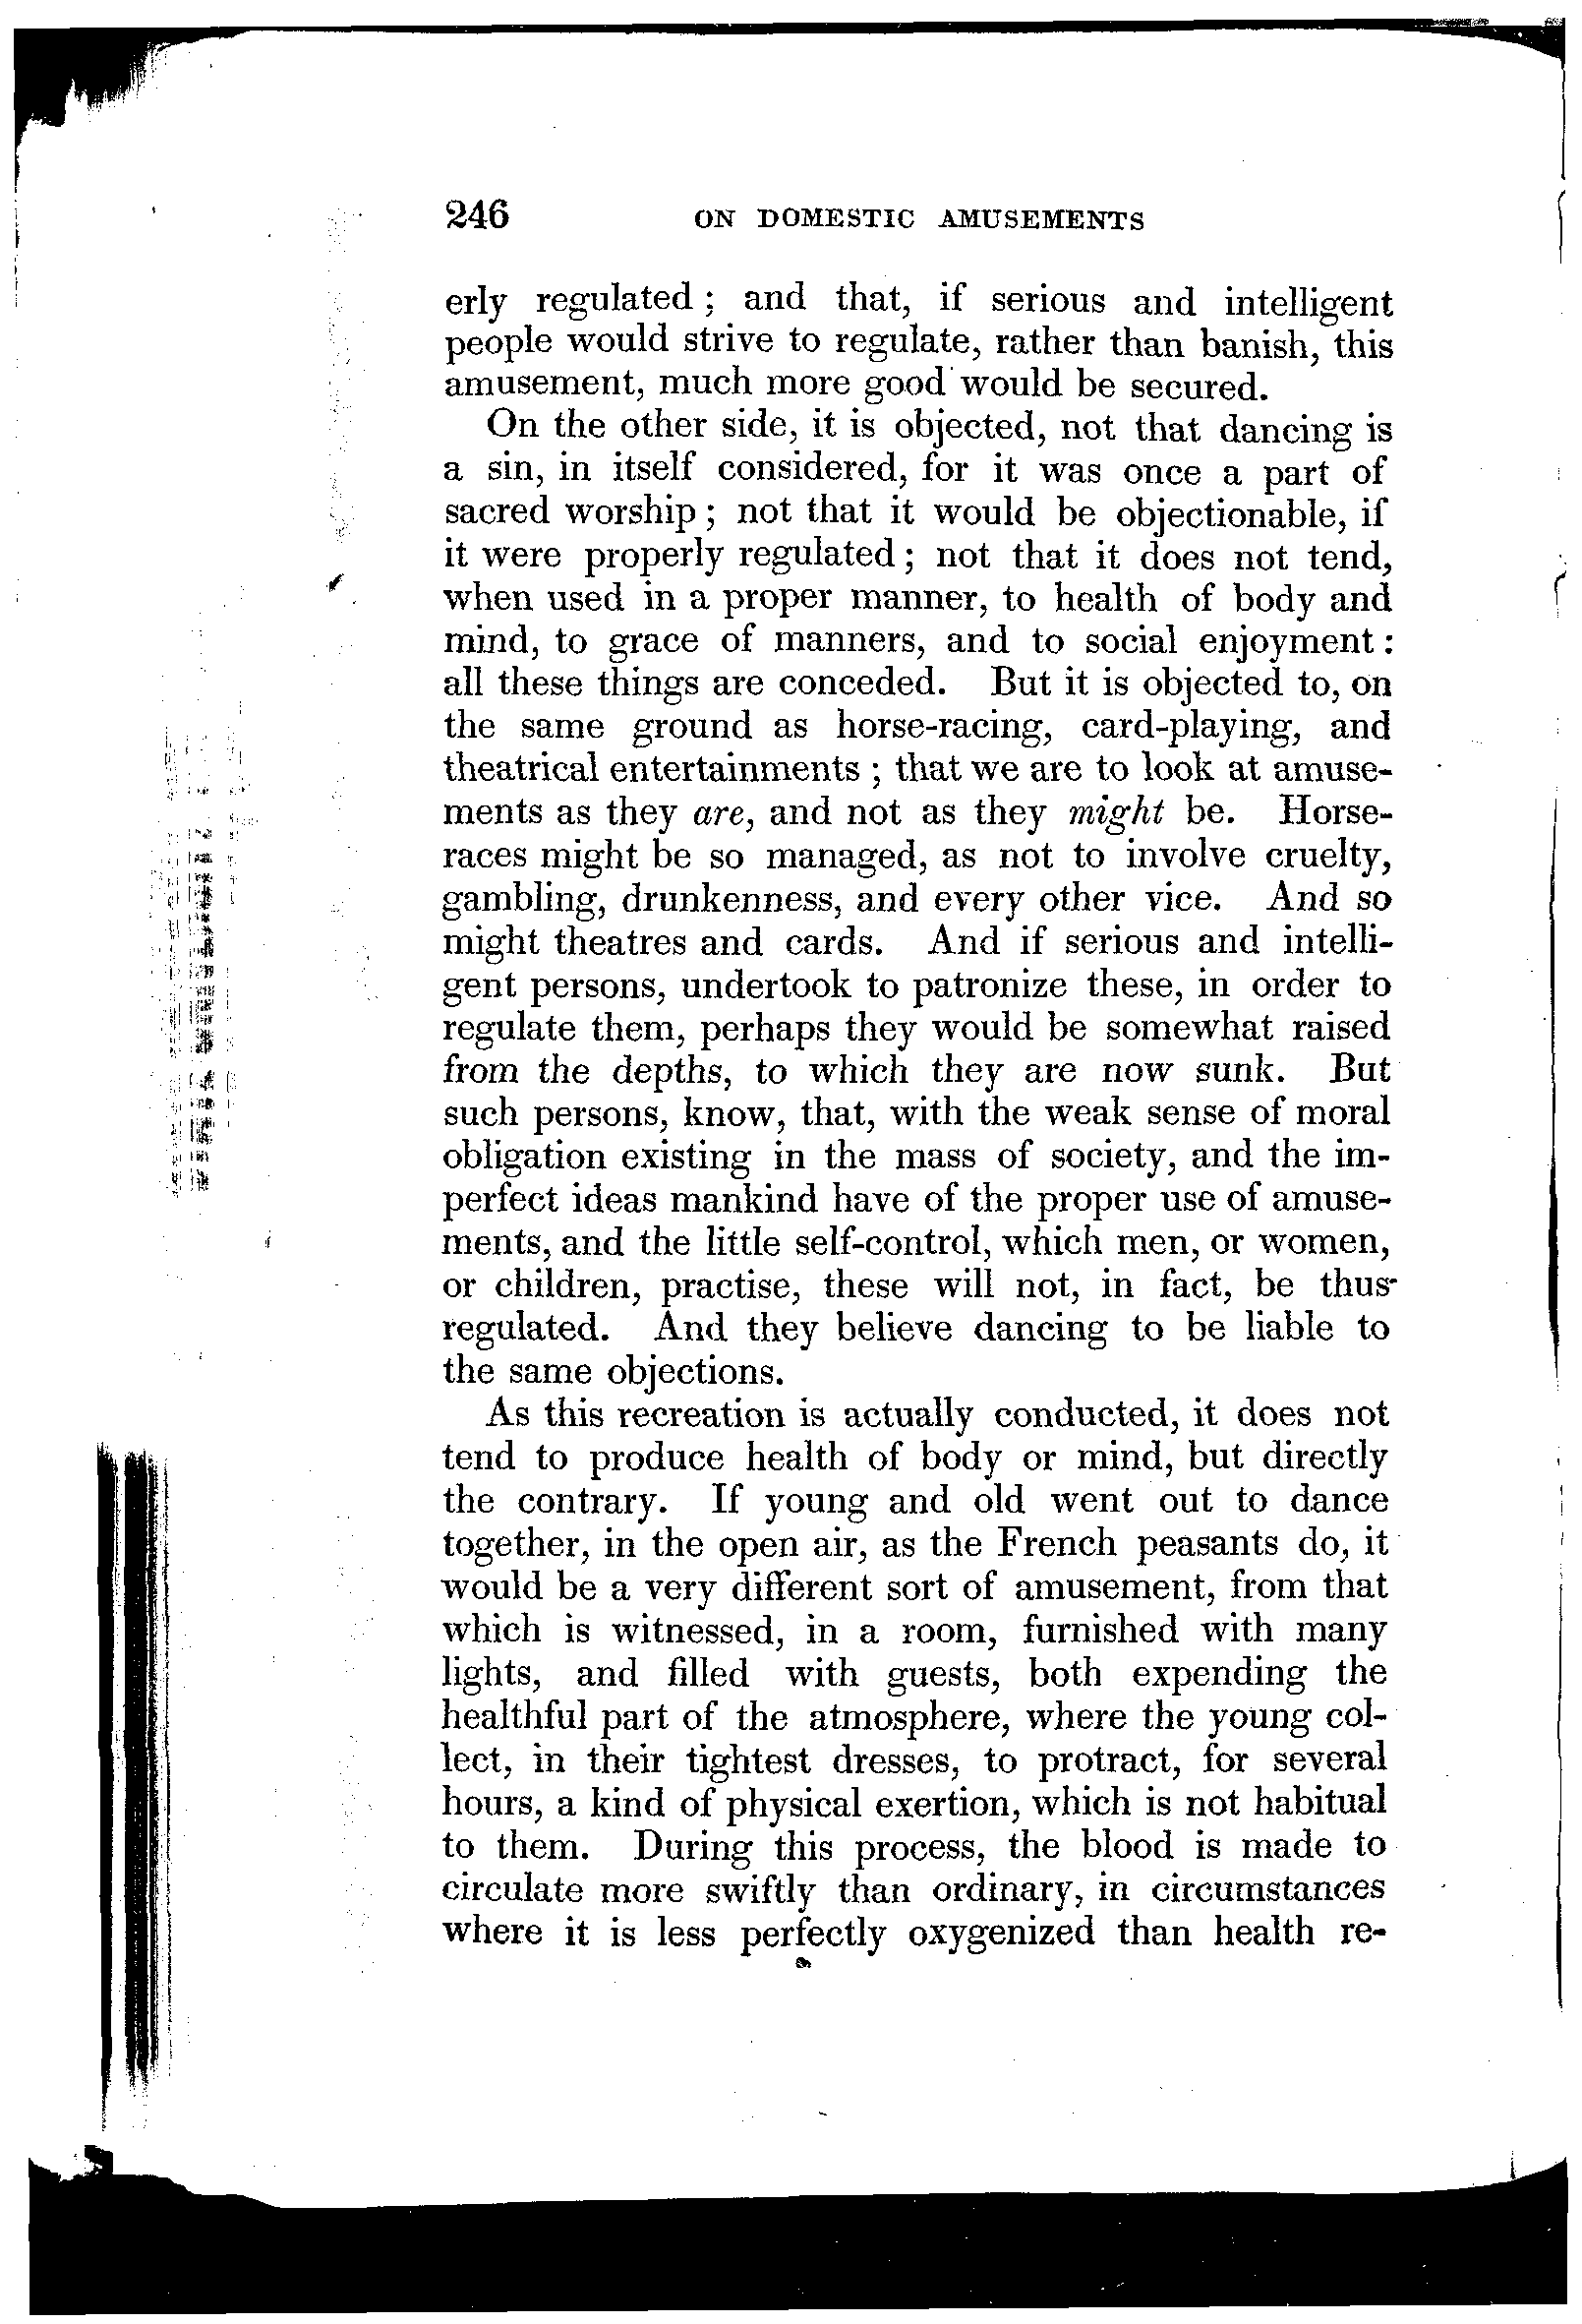 246 ON DOMESTIC AMUSEMENTS
erly regulated; and that, if serious and intelligent
people would strive to regulate, rather than banish, this
amusement, much more good would be secured.
On the other side, it is objected, not that dancing is
a sin, in itself considered, for it was once a part of
sacred worship; not that it would be objectionable, if
it were properly regulated; not that it does not tend,
when used in a proper manner, to health of body and
mind, to grace of manners, and to social enjoyment:
all these things are conceded. But it is objected to, on
the same ground as horse-racing, card-playing, and
theatrical entertainments; that we are to look at amuse-
ments as they are, and not as they might be. Horse-
races might be so managed, as not to involve cruelty,
gambling, drunkenness, and every other vice. And so
might theatres and cards. And if serious and intelli-
gent persons, undertook to patronize these, in order to
regulate them, perhaps they would be somewhat raised
from the depths, to which they are now sunk. But
such persons, know, that, with the weak sense of moral
obligation existing in the mass of society, and the im-
perfect ideas mankind have of the proper use of amuse-
ments, and the little self-control, which men, or women,
or children, practise, these will not, in fact, be thus
regulated. And they believe dancing to be liable to
the same objections.
As this recreation is actually conducted, it does not
tend to produce health of body or mind, but directly
the contrary. If young and old went out to dance
together, in the open air, as the French peasants do, it
would be a very different sort of amusement, from that
which is witnessed, in a room, furnished with many
lights, and filled with guests, both expending the
healthful part of the atmosphere, where the young col-
lect, in their tightest dresses, to protract, for several
hours, a kind of physical exertion, which is not habitual
to them. During this process, the blood is made to
circulate more swiftly than ordinary, in circumstances
where it is less perfectly oxygenized than health re-